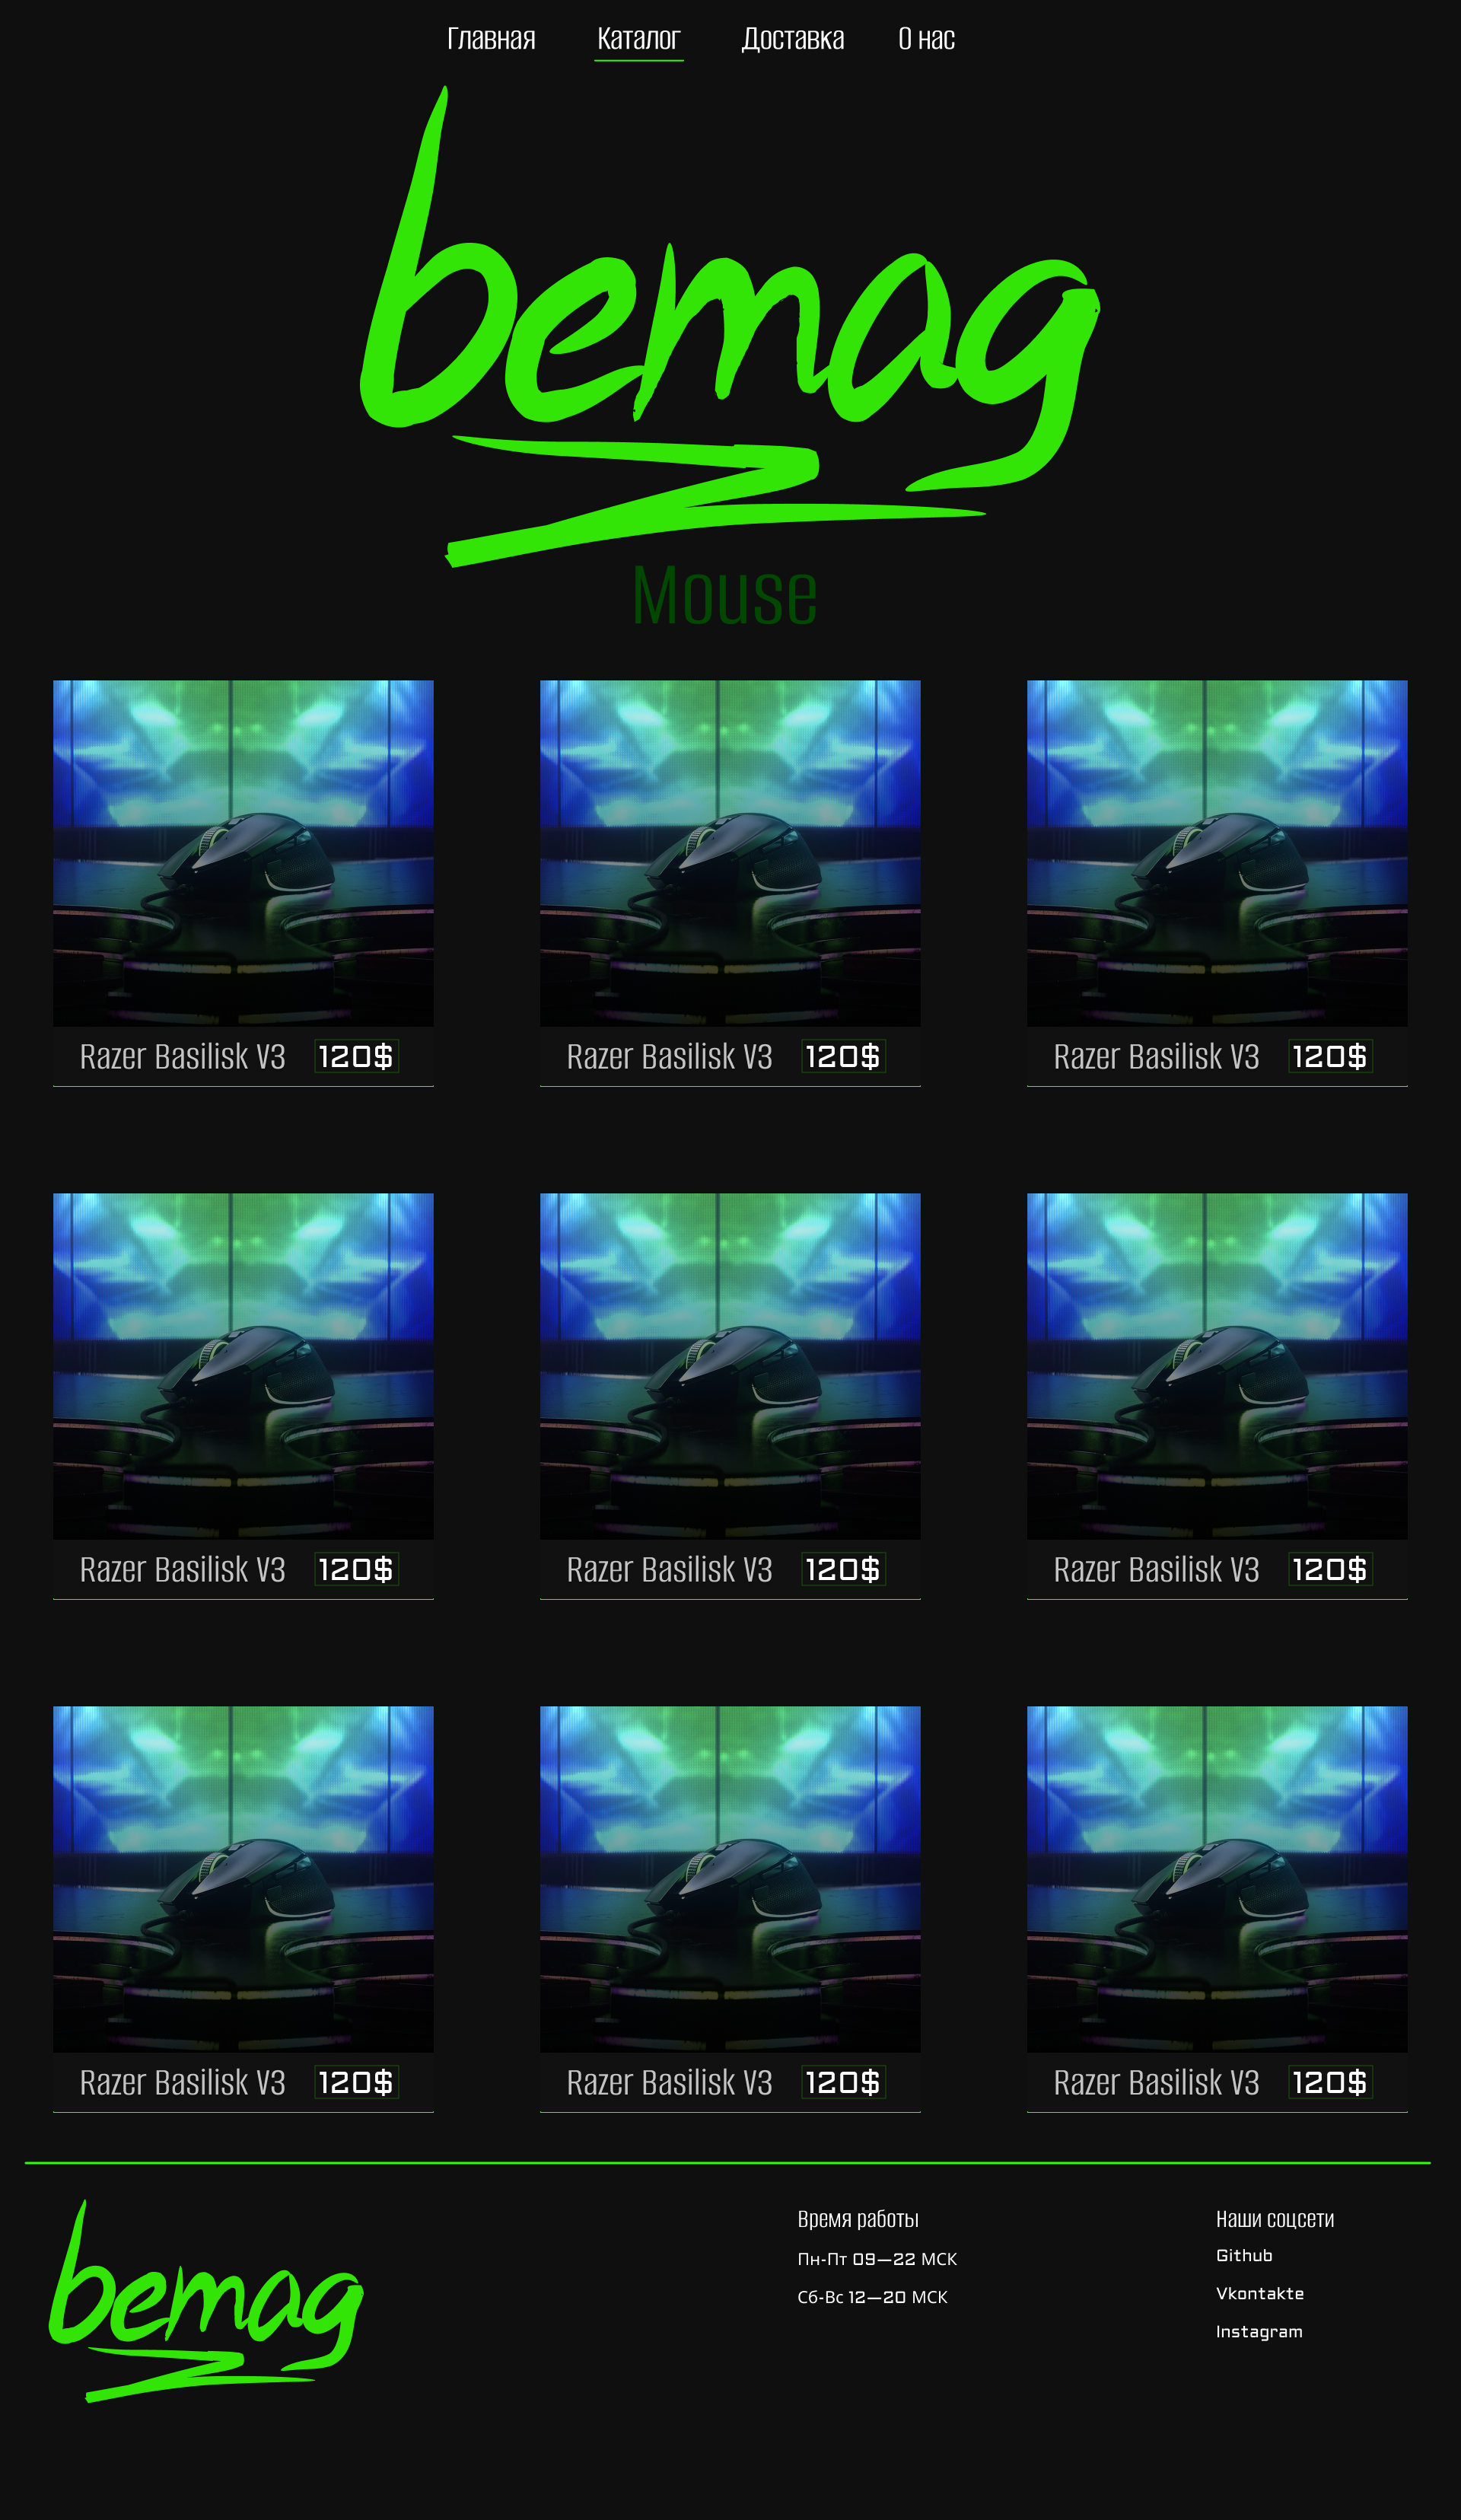 Главная Каталог Доставка О нас
bemag
Mouse
Razer Basilisk V3 120$
Razer Basilisk V3 120$
Razer Basilisk V3 120$
Razer Basilisk V3 120$
Razer Basilisk V3 120$
Razer Basilisk V3 120$
Razer Basilisk V3 120$
Razer Basilisk V3 120$
Razer Basilisk V3 120$
bemag
Время работы
Пн-Пт 09—22 МСК
Сб-Вс 12—20 МСК
Наши соцсети
Github
Vkontakte
Instagram